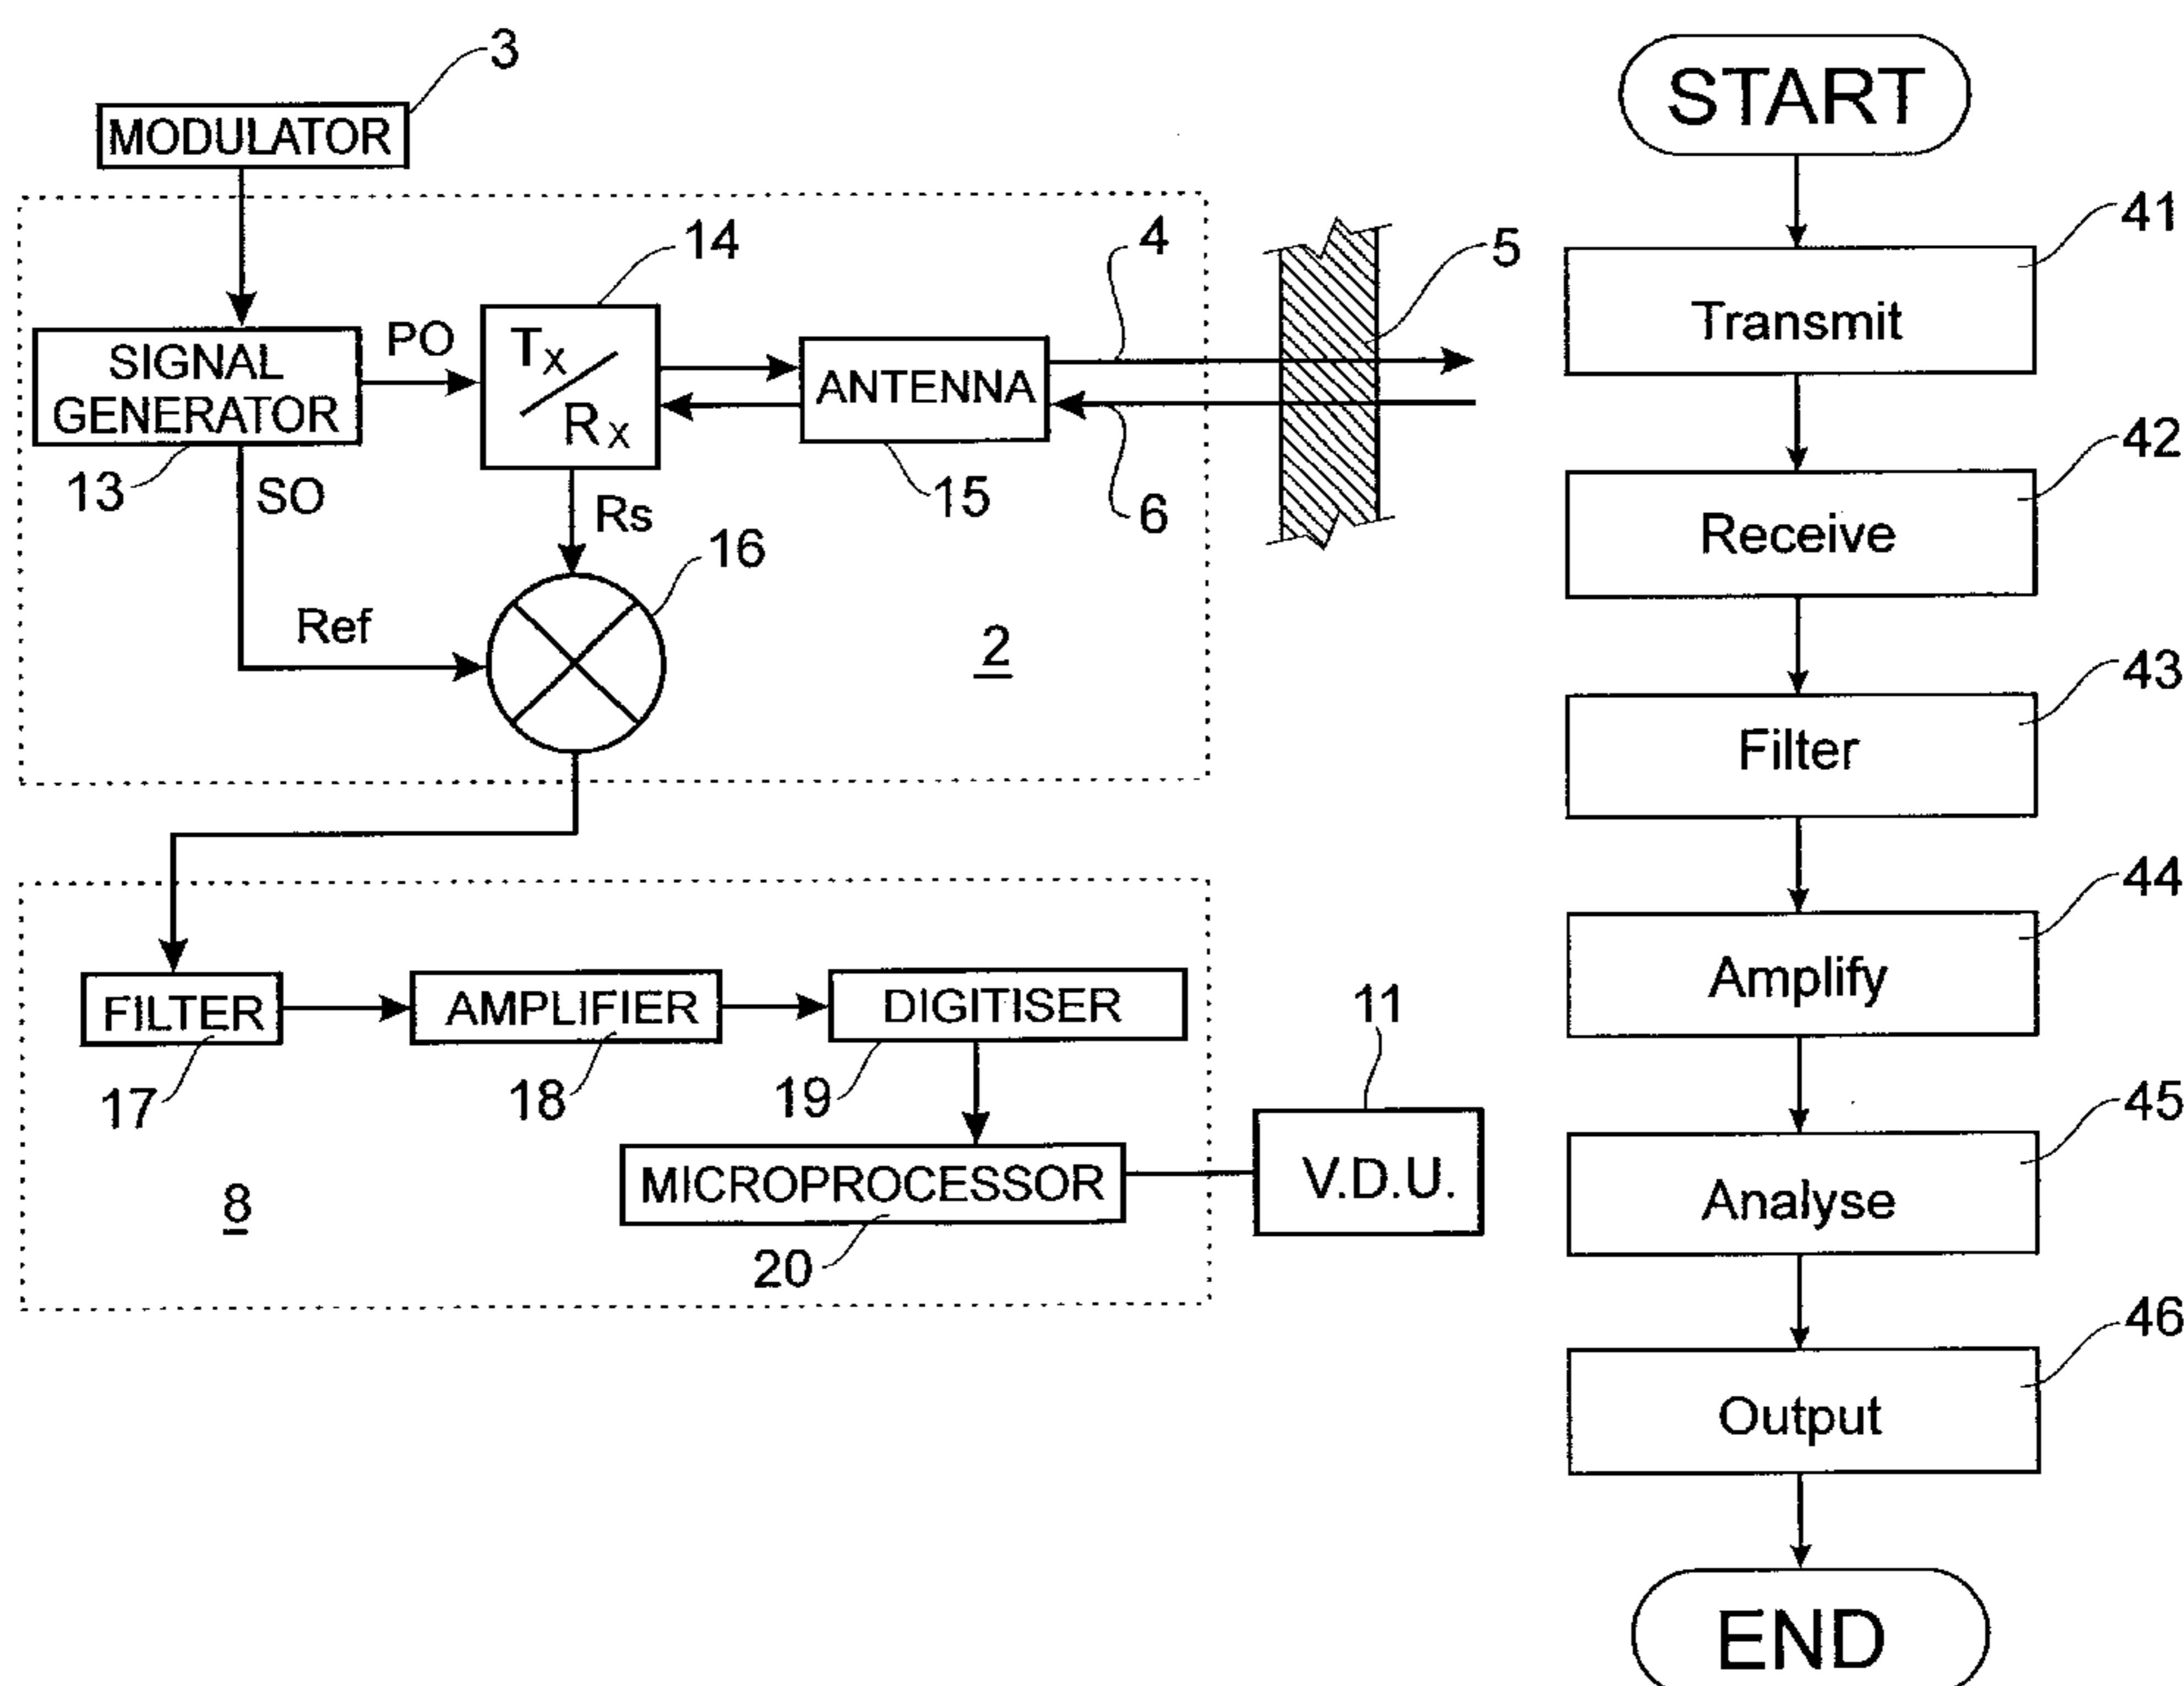 3
MODULATOR
14
4
5
SIGNAL
GENERATOR
PO
Tx
Rx
ANTENNA
13
SO
Rs
15
6
16
Ref
2
FILTER
AMPLIFIER
DIGITISER
11
17
18
19
MICROPROCESSOR
V.D.U.
8
20
START
41
Transmit
42
Receive
43
Filter
44
Amplify
45
Analyse
46
Output
END